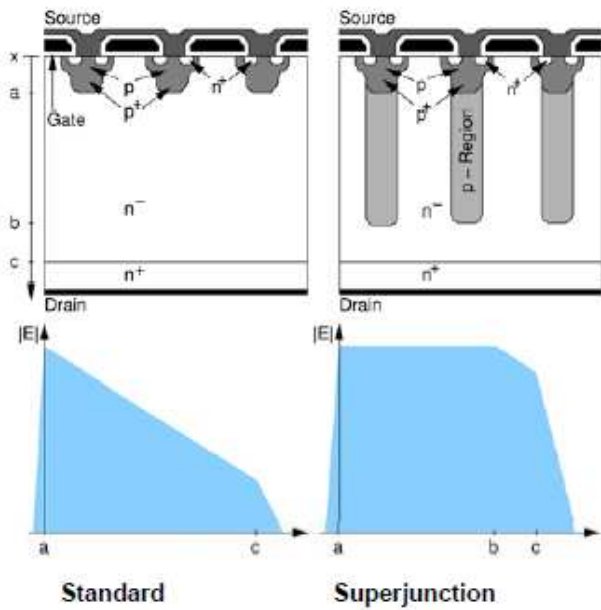 Source
x
a
Gate
p
p⁺
n⁺
n⁻
b
c
n⁺
Drain
Source
p
p⁺
n⁺
p – Region
n⁻
n⁺
Drain
|E|
a
c
Standard
|E|
a
b
c
Superjunction